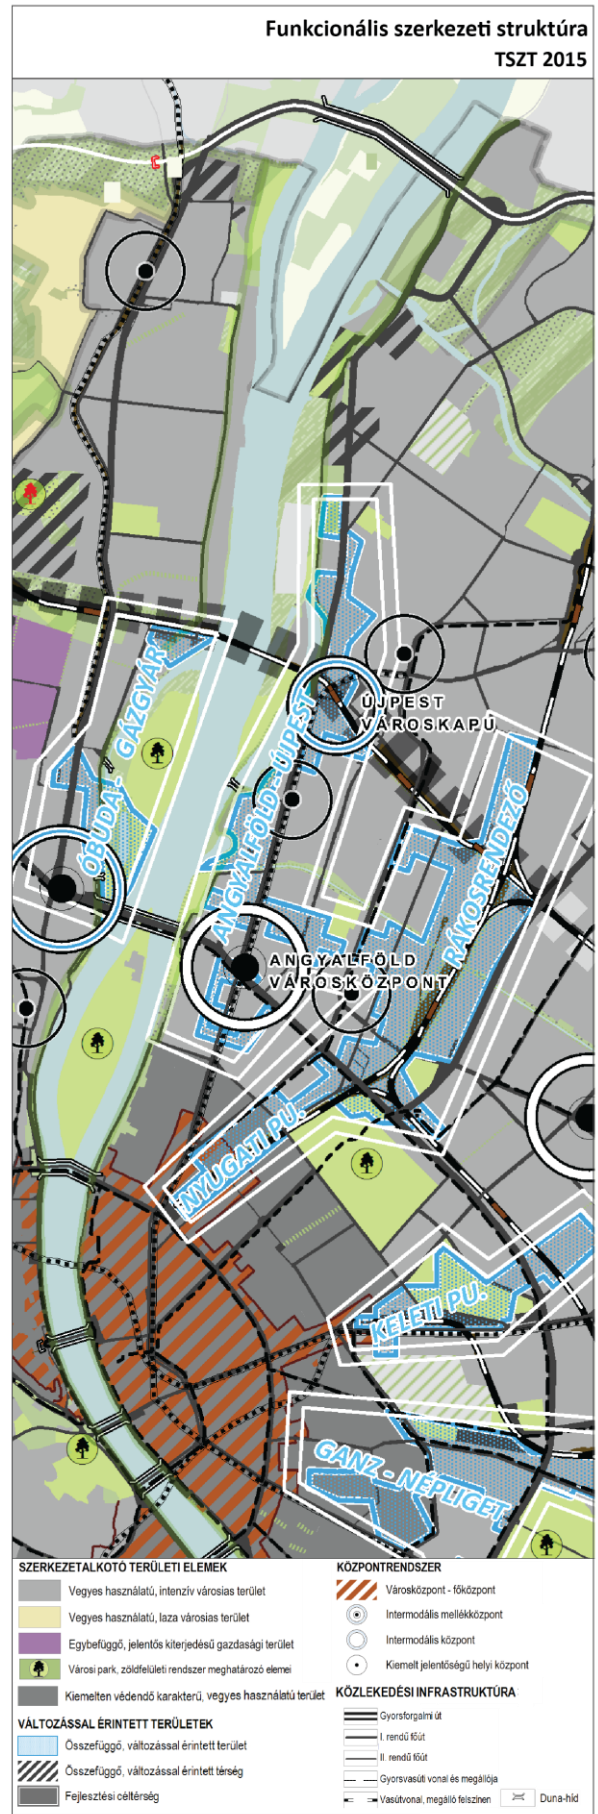 Funkcionális szerkezeti struktúra
TSZT 2015
ÓBUDA - GÁZGYÁR
ANGYALFÖLD - ÚJPEST
ÚJPEST
VÁROSKAPU
RÁKOSRENDEZŐ
ANGYALFÖLD
VÁROSKÖZPONT
NYUGATI PU.
KELETI PU.
GANZ - NÉPLIGET
SZERKEZETALKOTÓ TERÜLETI ELEMEK
Vegyes használatú, intenzív városias terület
Vegyes használatú, laza városias terület
Egybefüggő, jelentős kiterjedésű gazdasági terület
Városi park, zöldfelületi rendszer meghatározó elemei
Kiemelten védendő karakterű, vegyes használatú terület
VÁLTOZÁSSAL ÉRINTETT TERÜLETEK
Összefüggő, változással érintett terület
Összefüggő, változással érintett térség
Fejlesztési céltérség
KÖZPONTRENDSZER
Városközpont - főközpont
Intermodális mellékközpont
Intermodális központ
Kiemelt jelentőségű helyi központ
KÖZLEKEDÉSI INFRASTRUKTÚRA
Gyorsforgalmi út
I. rendű főút
II. rendű főút
Gyorsvasúti vonal és megállója
Vasútvonal, megálló felszínen
Duna-híd